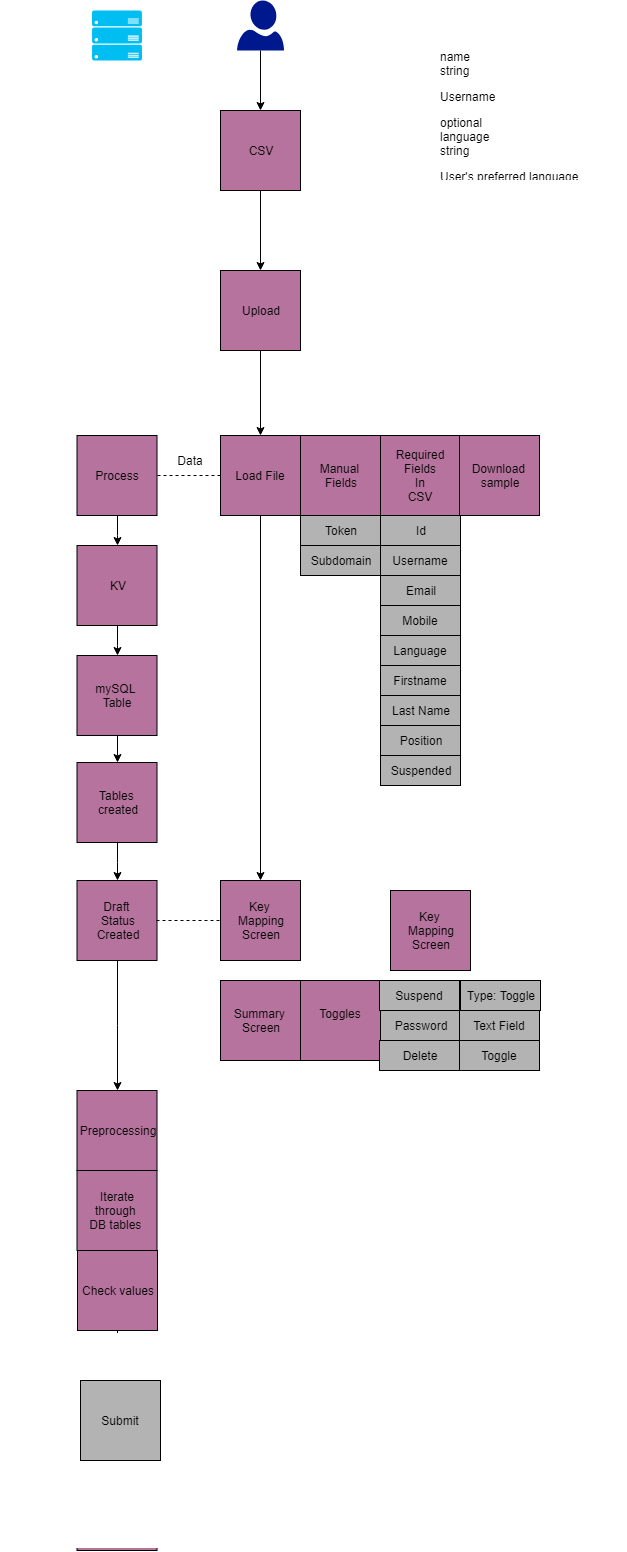 name
string
Username
optional
language
string
User's preferred language
CSV
Upload
Process
Data
Load File
Manual
Fields
Required
Fields
In
CSV
Download
sample
Token
Subdomain
Id
Username
Email
Mobile
Language
Firstname
Last Name
Position
Suspended
KV
mySQL
Table
Tables
created
Draft
Status
Created
Key
Mapping
Screen
Key
Mapping
Screen
Summary
Screen
Toggles
Suspend
Type: Toggle
Password
Text Field
Delete
Toggle
Preprocessing
Iterate
through
DB tables
Check values
Submit